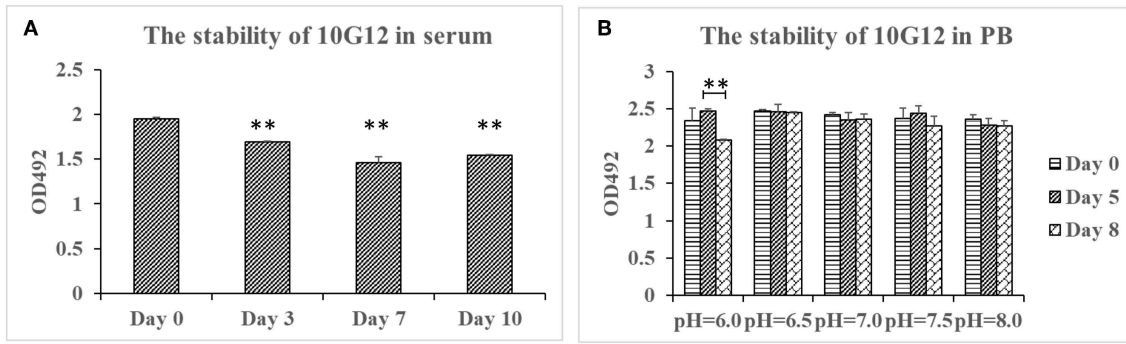 A
The stability of 10G12 in serum
2.5
2
1.5
1
0.5
0
OD492
** ** **
Day 0 Day 3 Day 7 Day 10
B
The stability of 10G12 in PB
3
2.5
2
1.5
1
0.5
0
OD492
**
pH=6.0 pH=6.5 pH=7.0 pH=7.5 pH=8.0
Day 0
Day 5
Day 8